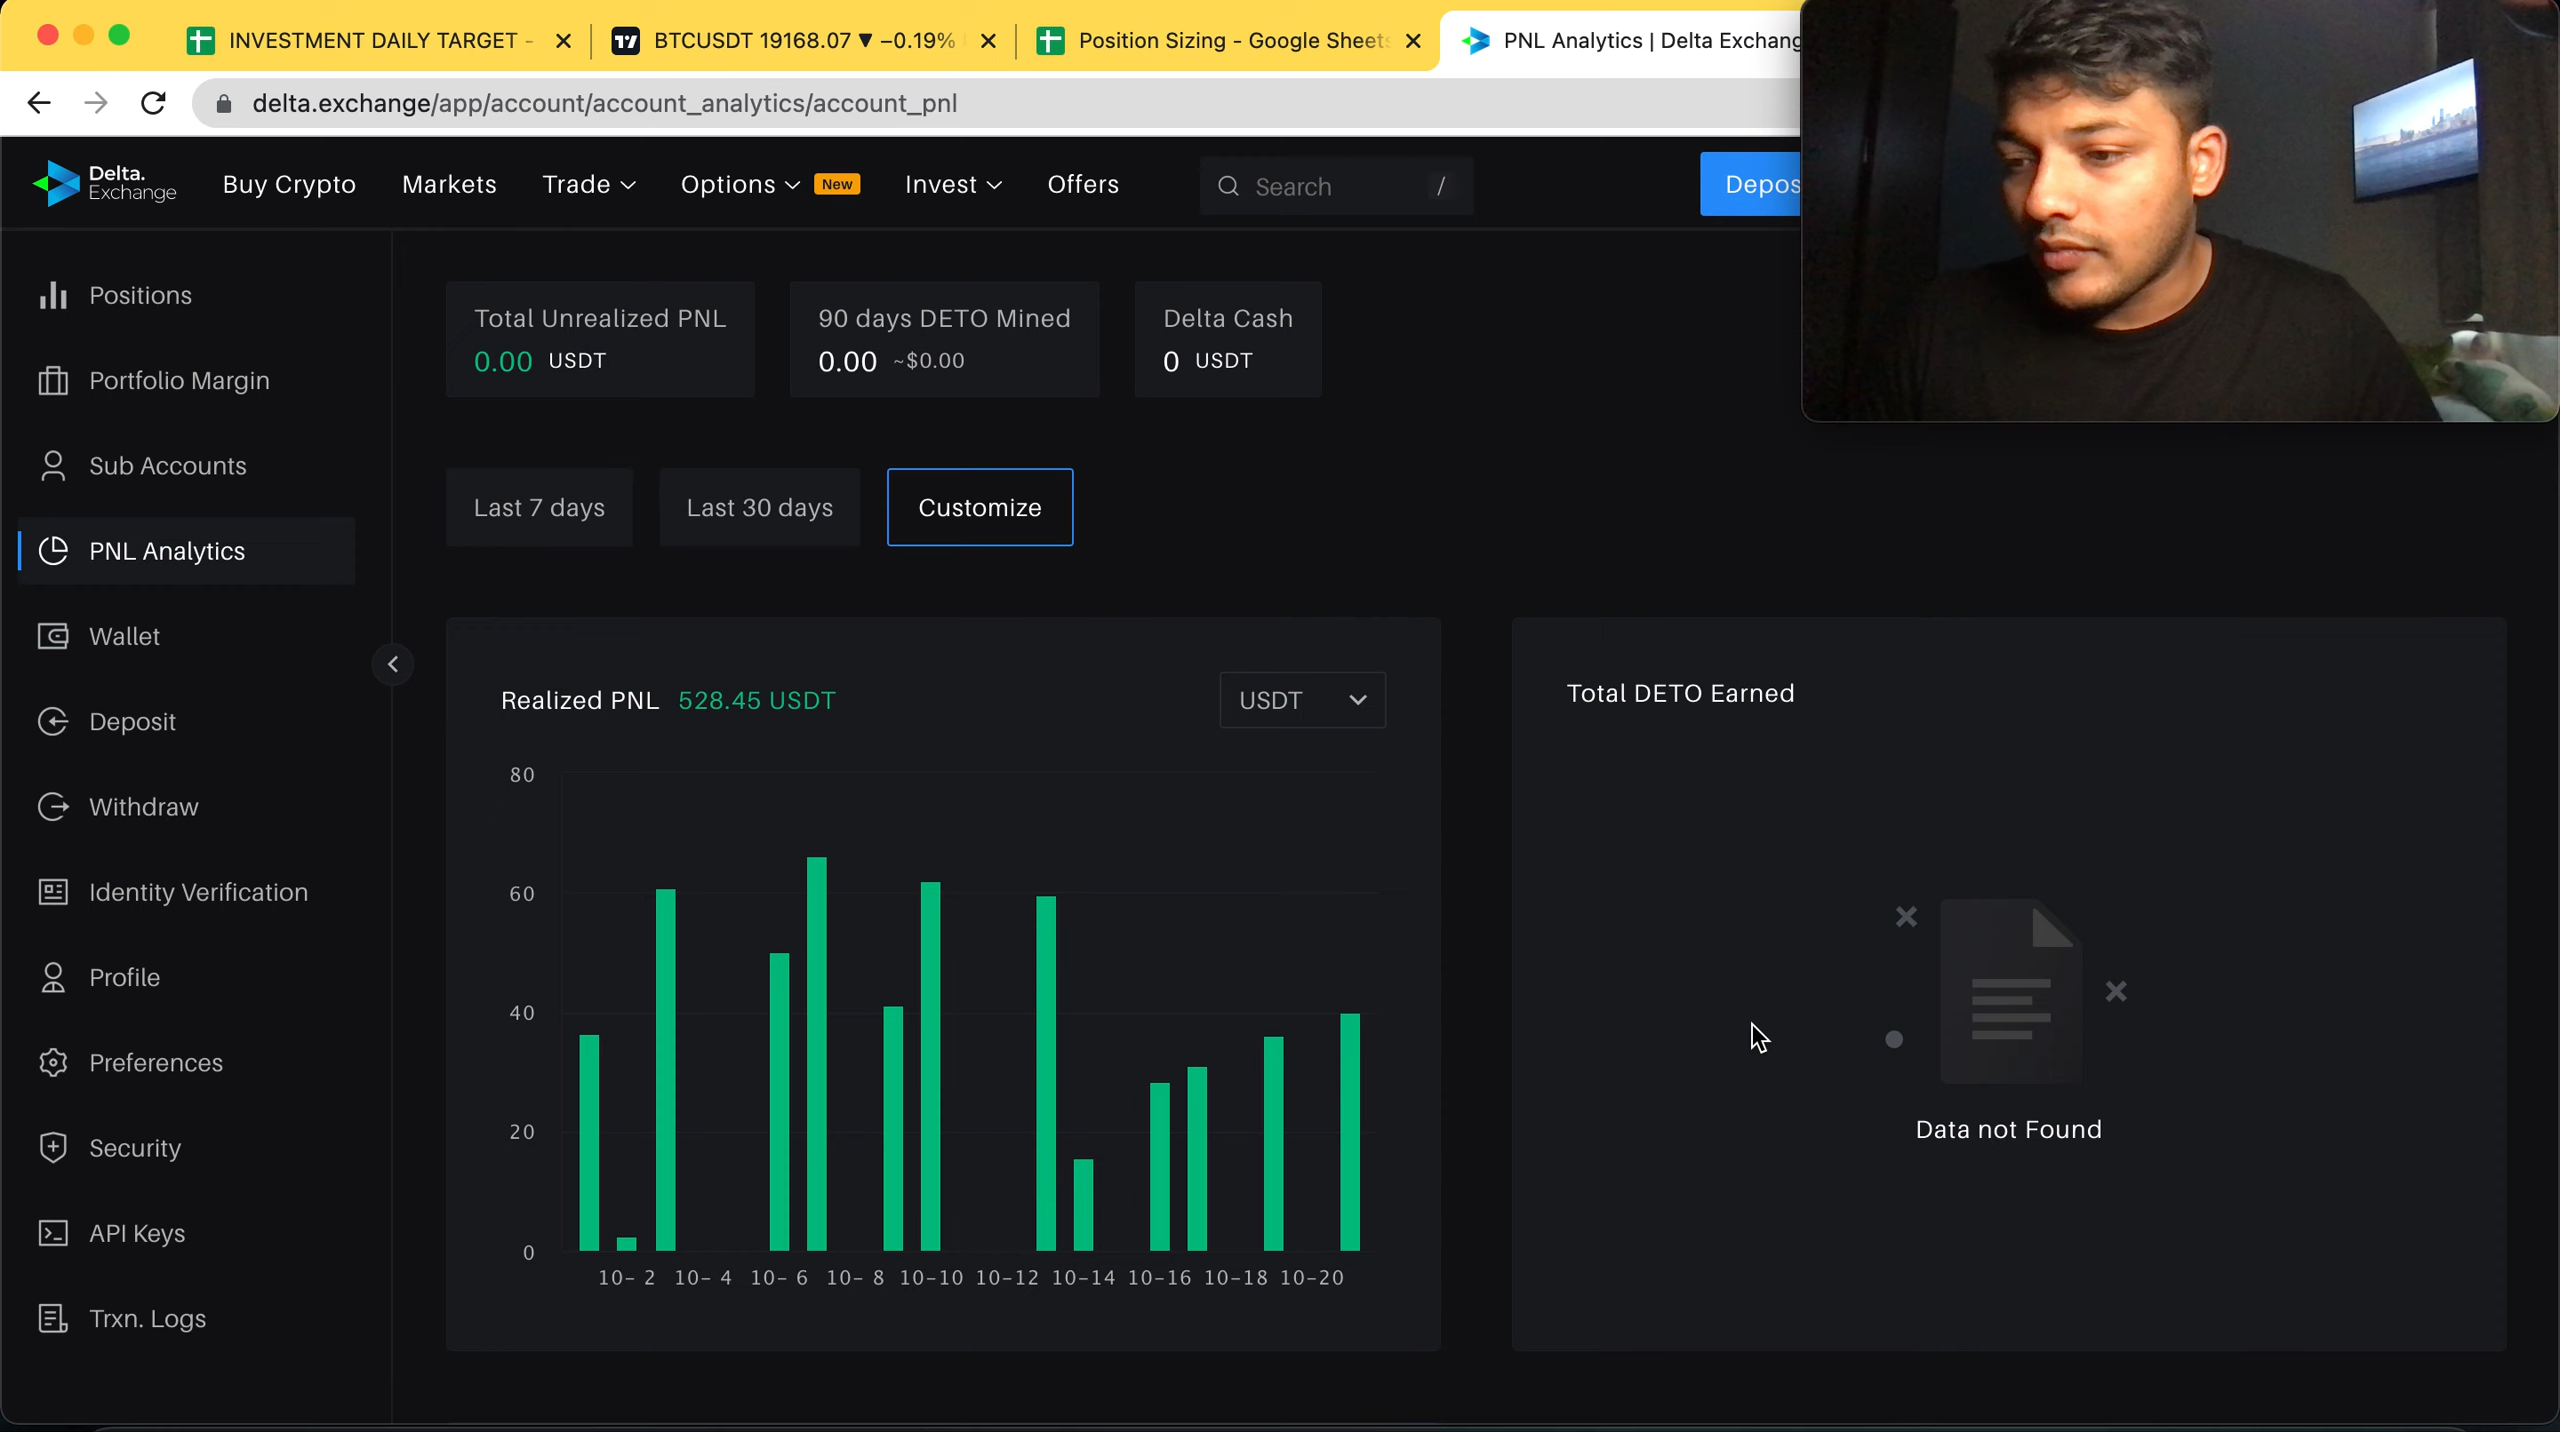 INVESTMENT DAILY TARGET -
BTCUSDT 19168.07 ▼ −0.19%
Position Sizing - Google Sheets
PNL Analytics | Delta Exchang
delta.exchange/app/account/account_analytics/account_pnl
Delta.
Exchange
Buy Crypto
Markets
Trade
Options
New
Invest
Offers
Search
/
Depos
Positions
Portfolio Margin
Sub Accounts
PNL Analytics
Wallet
Deposit
Withdraw
Identity Verification
Profile
Preferences
Security
API Keys
Trxn. Logs
Total Unrealized PNL
0.00 USDT
90 days DETO Mined
0.00 ~$0.00
Delta Cash
0 USDT
Last 7 days
Last 30 days
Customize
Realized PNL 528.45 USDT
USDT
80
60
40
20
0
10- 2 10- 4 10- 6 10- 8 10-10 10-12 10-14 10-16 10-18 10-20
Total DETO Earned
Data not Found